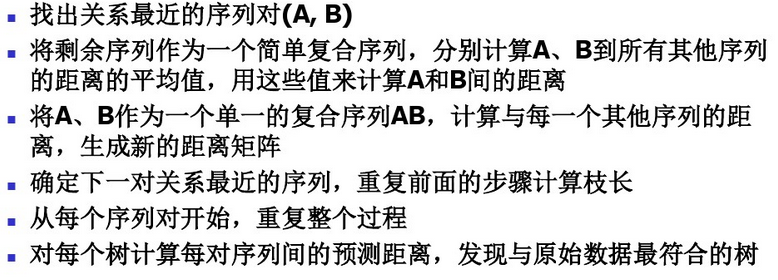 ▪ 找出关系最近的序列对(A, B)
▪ 将剩余序列作为一个简单复合序列，分别计算A、B到所有其他序列
的距离的平均值，用这些值来计算A和B间的距离
▪ 将A、B作为一个单一的复合序列AB，计算与每一个其他序列的距
离，生成新的距离矩阵
▪ 确定下一对关系最近的序列，重复前面的步骤计算枝长
▪ 从每个序列对开始，重复整个过程
▪ 对每个树计算每对序列间的预测距离，发现与原始数据最符合的树